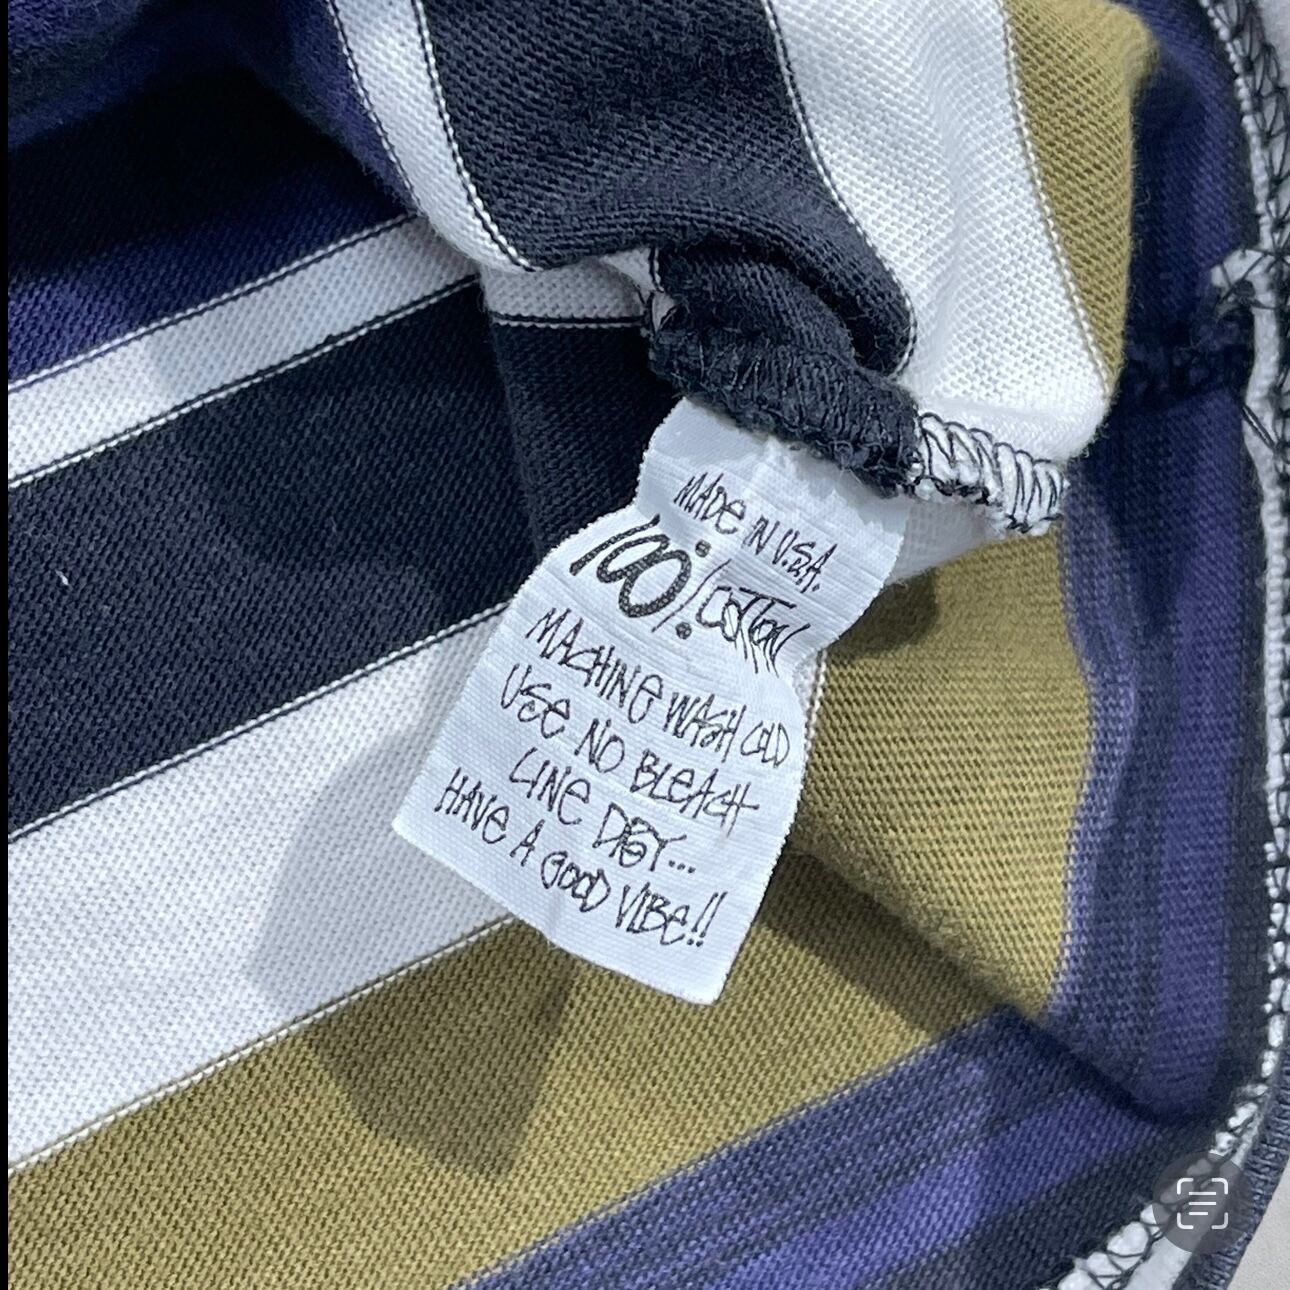 MADE IN U.S.A.
100% COTTON
MACHINE WASH COLD
USE NO BLEACH
LINE DRY...
HAVE A GOOD VIBE!!